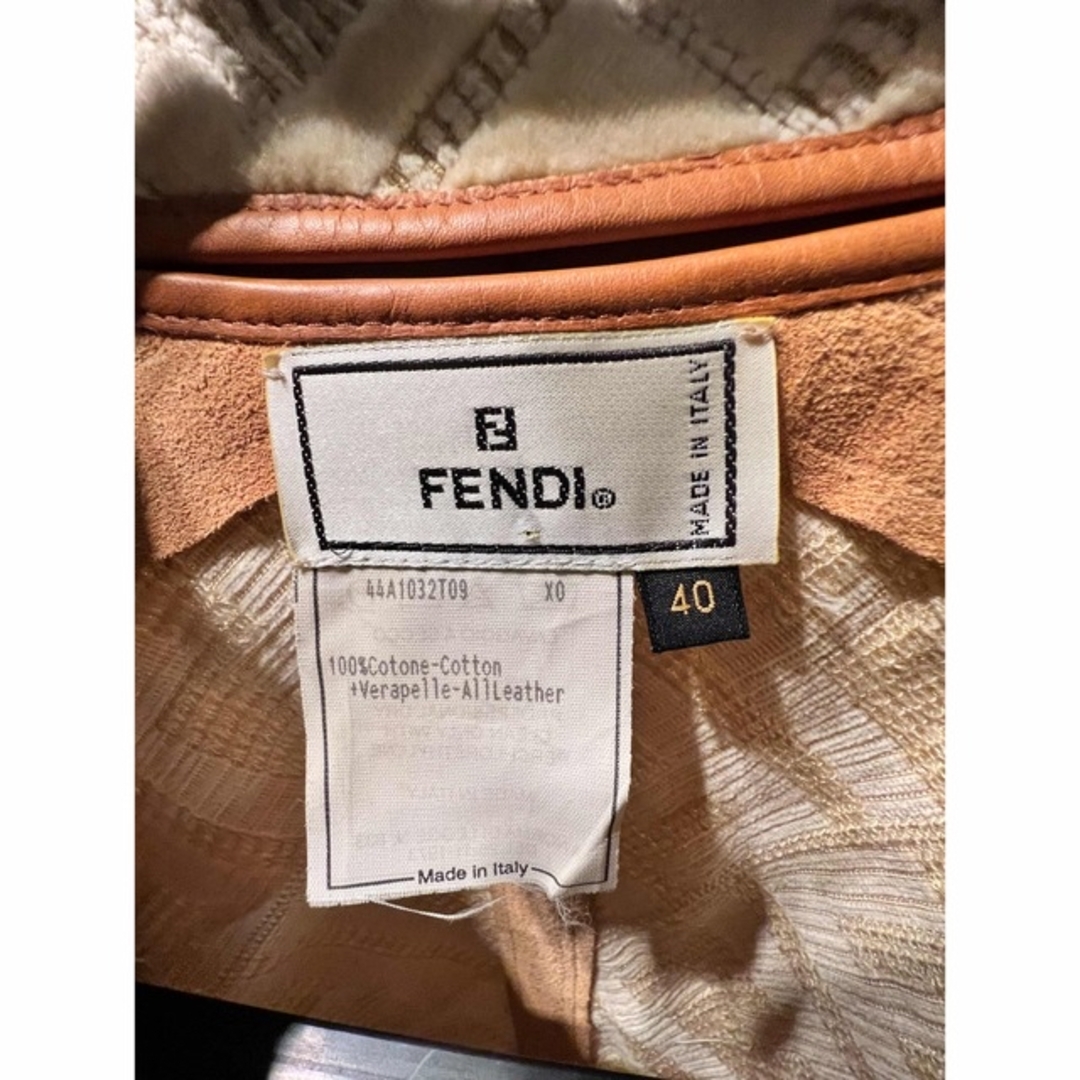 FENDI®
MADE IN ITALY
40
44A1032T09 X0
100%Cotone-Cotton
+Verapelle-AllLeather
Made in Italy